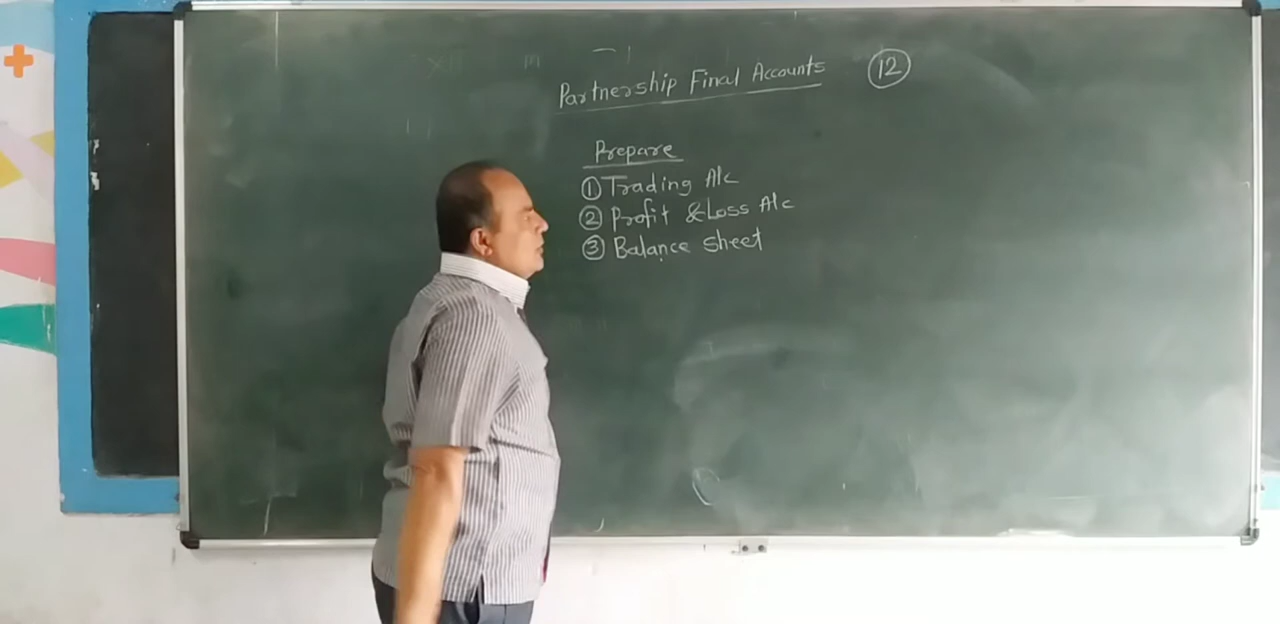 Partnership Final Accounts ⑫
Prepare
① Trading A/c
② Profit & Loss A/c
③ Balance sheet